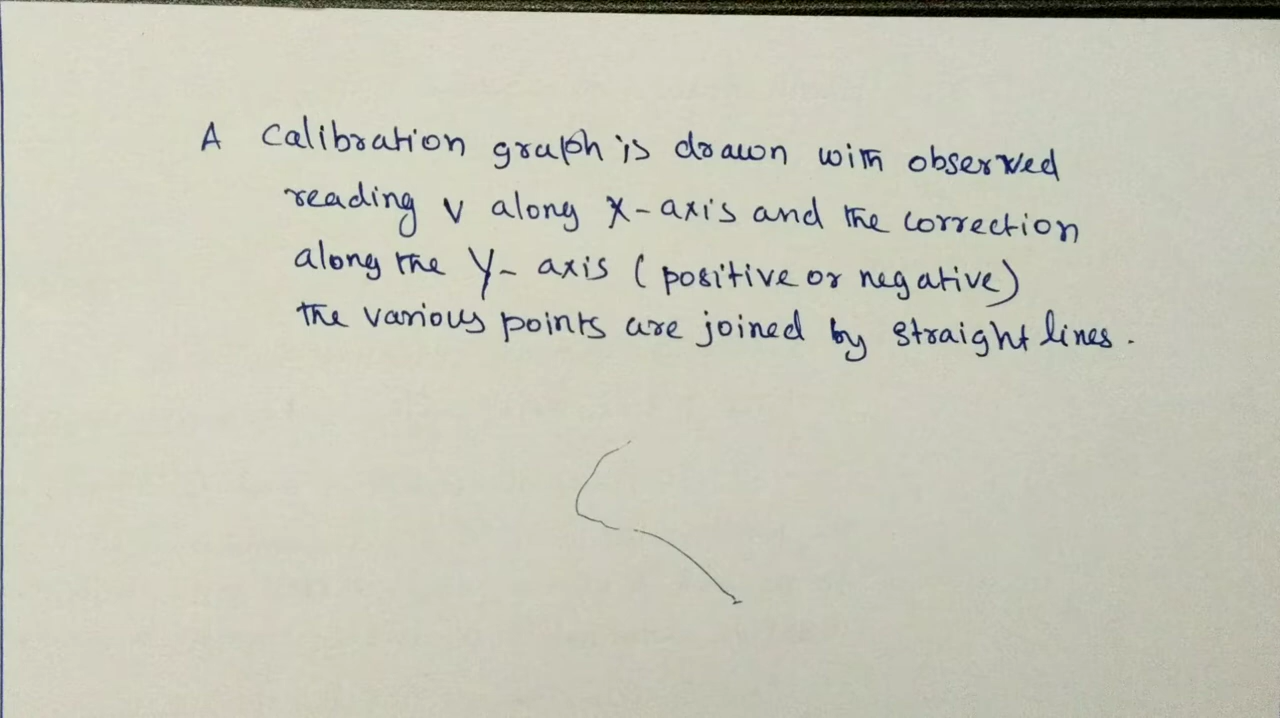 A calibration graph is drawn with observed
reading V along X-axis and the correction
along the Y-axis (positive or negative)
the various points are joined by straight lines.